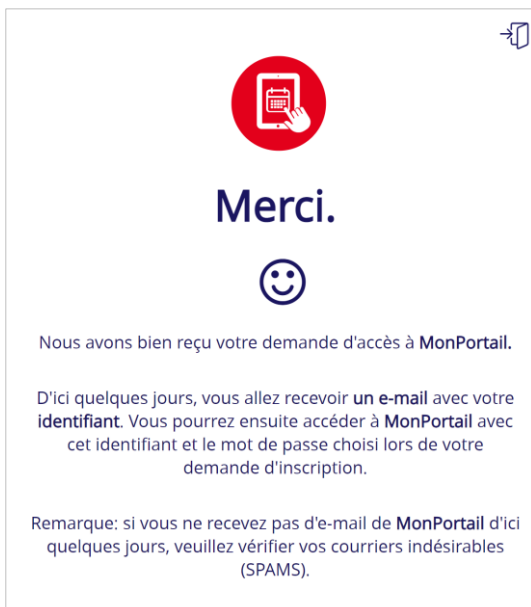 Merci.
Nous avons bien reçu votre demande d'accès à MonPortail.
D'ici quelques jours, vous allez recevoir un e-mail avec votre
identifiant. Vous pourrez ensuite accéder à MonPortail avec
cet identifiant et le mot de passe choisi lors de votre
demande d'inscription.
Remarque: si vous ne recevez pas d'e-mail de MonPortail d'ici
quelques jours, veuillez vérifier vos courriers indésirables
(SPAMS).